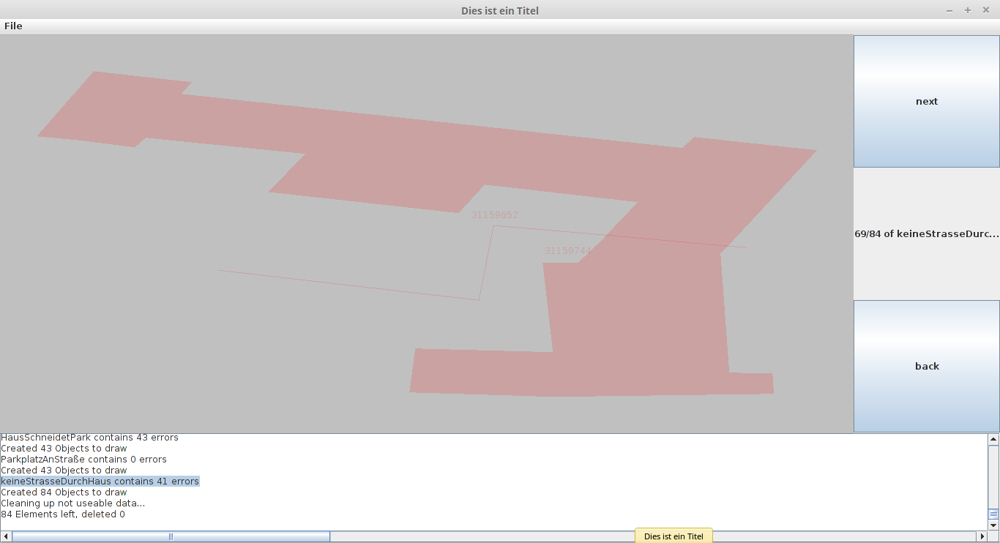 Dies ist ein Titel
File
next
31159652
69/84 of keineStrasseDurc...
31159744
back
HausSchneidetPark contains 43 errors
Created 43 Objects to draw
ParkplatzAnStraße contains 0 errors
Created 43 Objects to draw
keineStrasseDurchHaus contains 41 errors
Created 84 Objects to draw
Cleaning up not useable data...
84 Elements left, deleted 0
Dies ist ein Titel